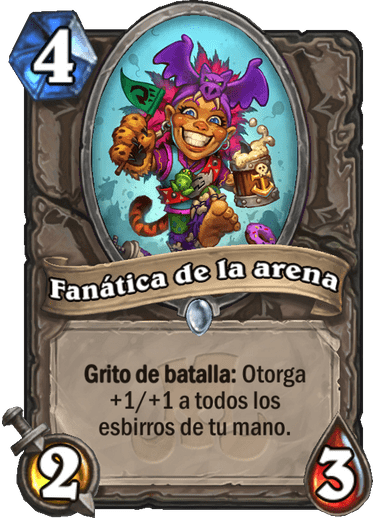 4
Fanática de la arena
Grito de batalla: Otorga
+1/+1 a todos los
esbirros de tu mano.
2
3